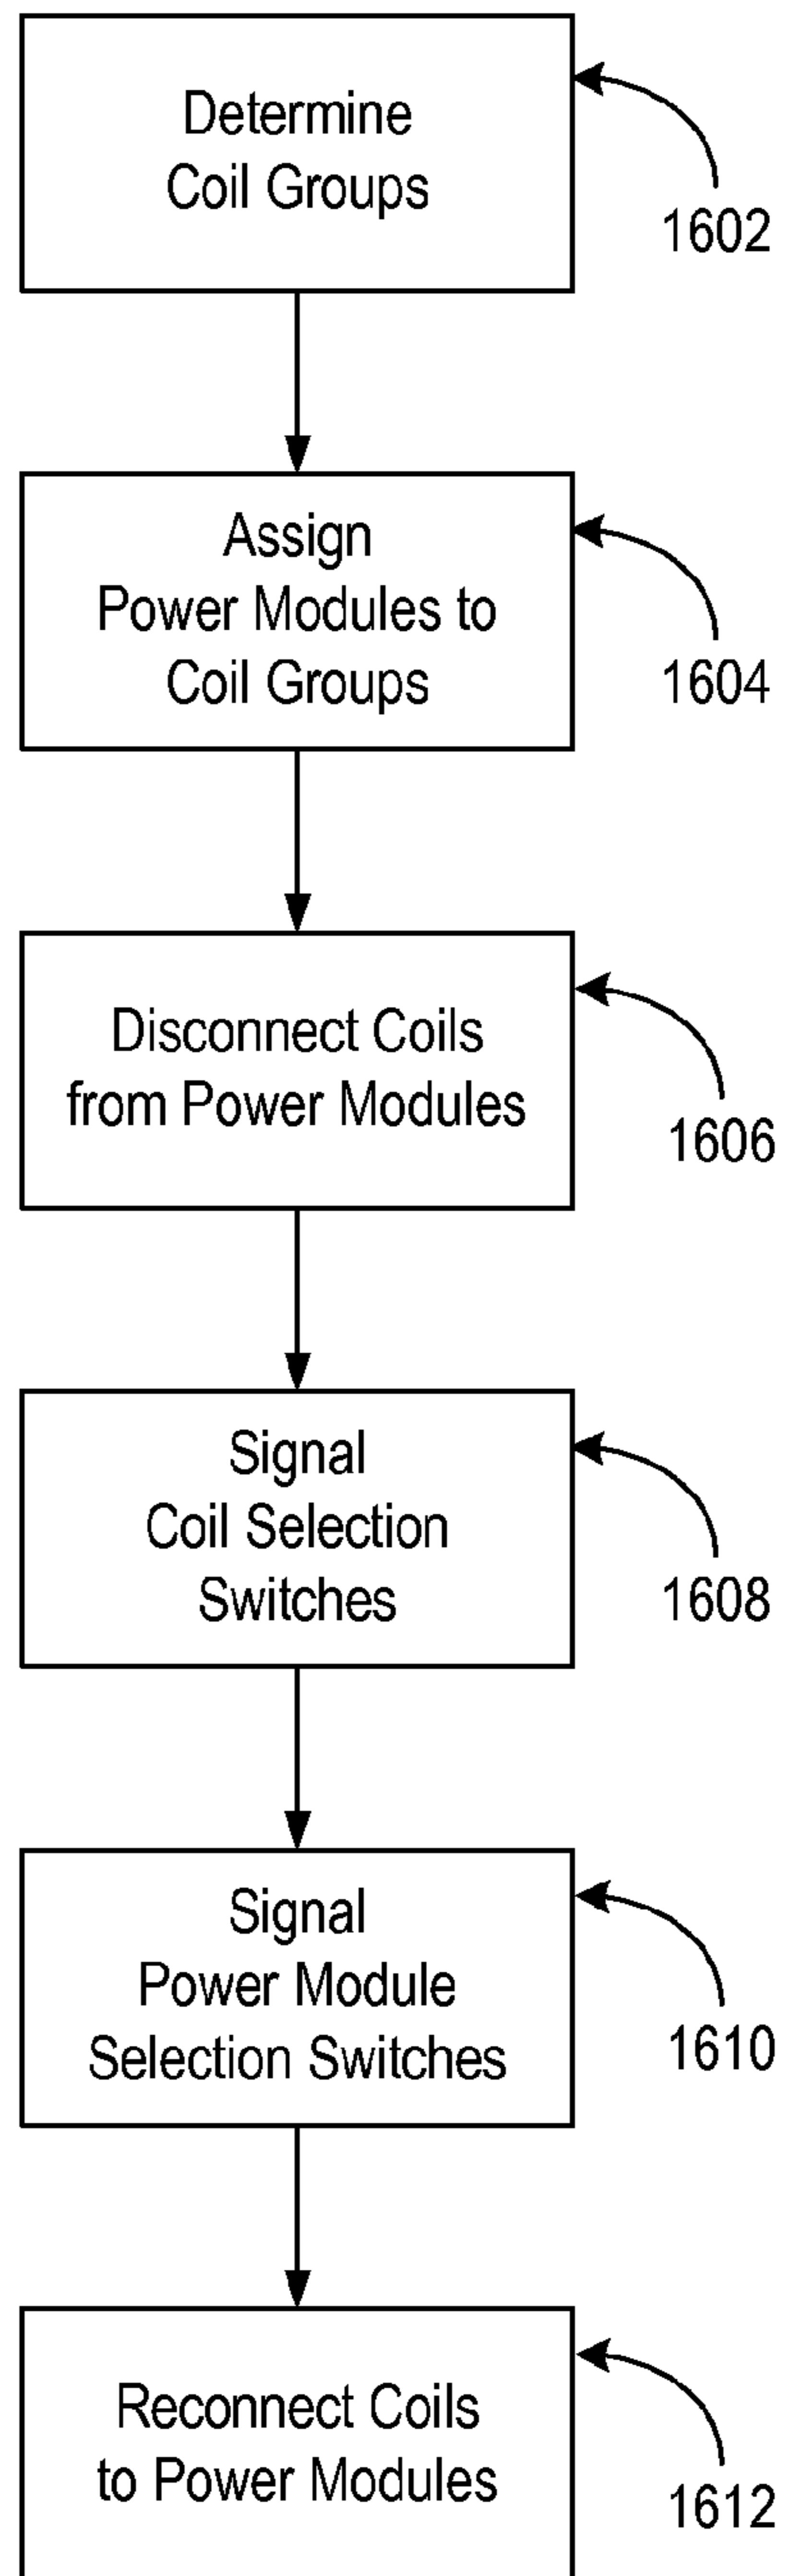 Determine
Coil Groups
1602
Assign
Power Modules to
Coil Groups
1604
Disconnect Coils
from Power Modules
1606
Signal
Coil Selection
Switches
1608
Signal
Power Module
Selection Switches
1610
Reconnect Coils
to Power Modules
1612